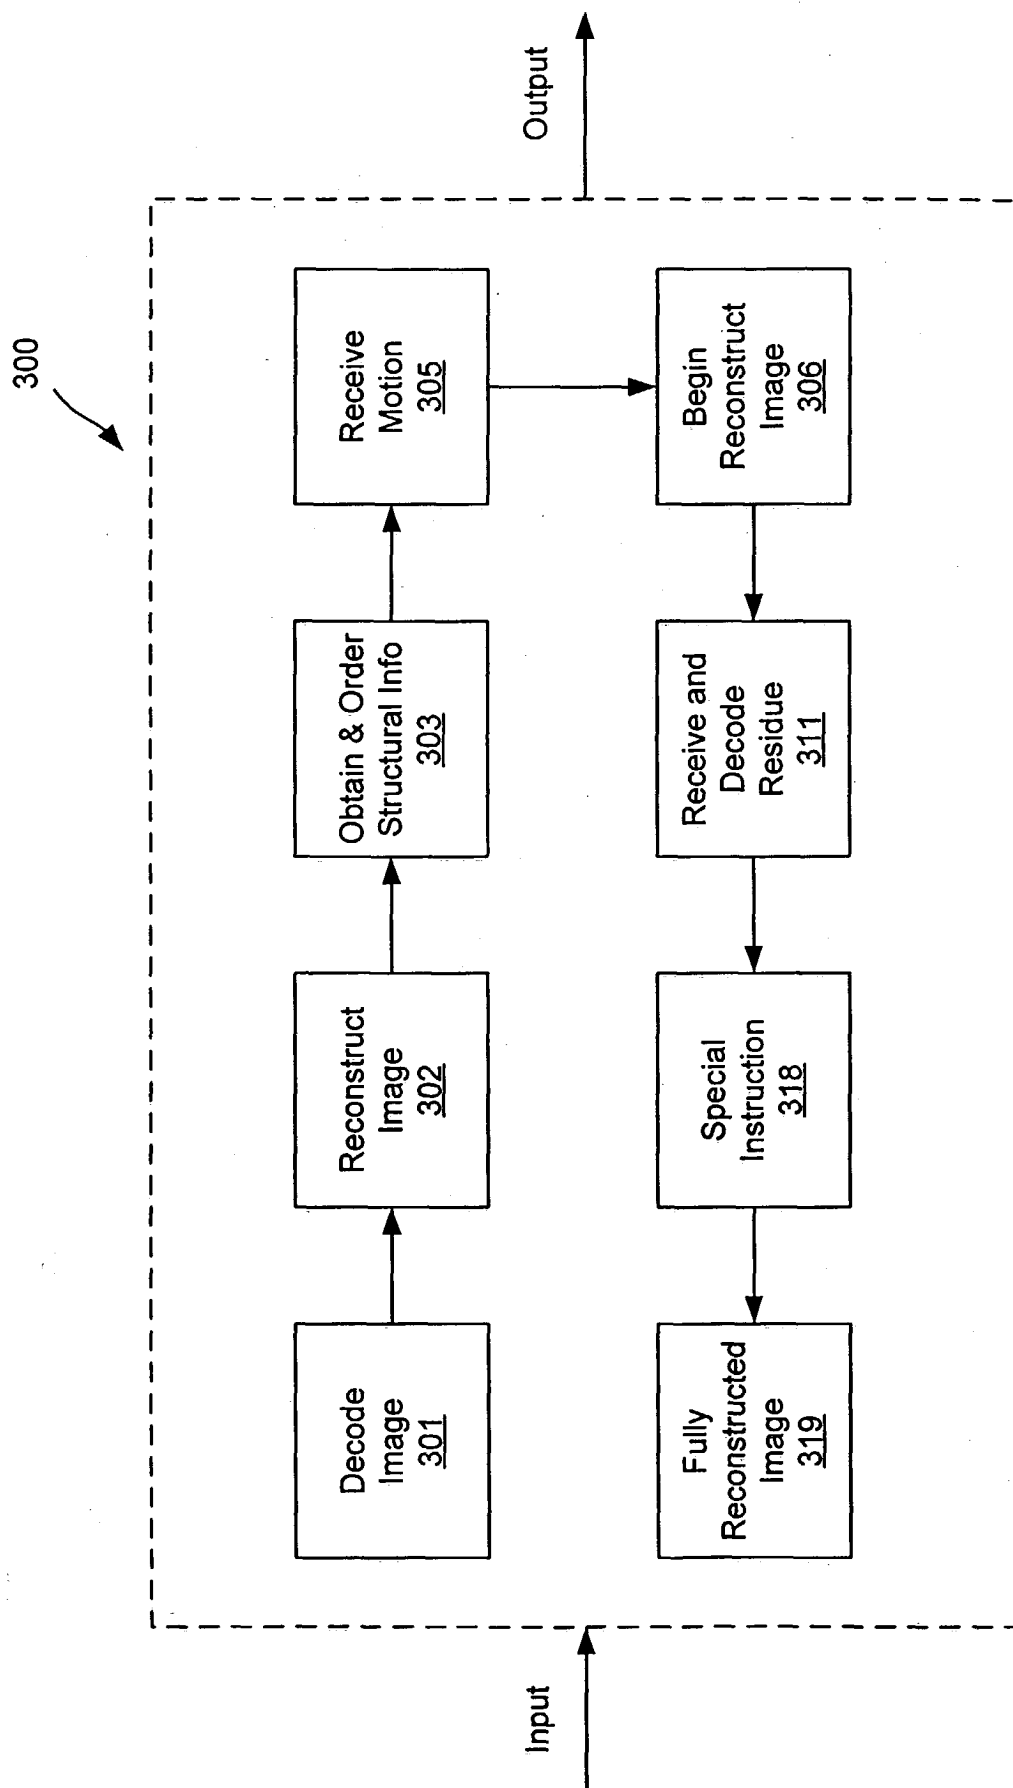 300
Input
Decode
Image
301
Reconstruct
Image
302
Obtain & Order
Structural Info
303
Receive
Motion
305
Begin
Reconstruct
Image
306
Receive and
Decode
Residue
311
Special
Instruction
318
Fully
Reconstructed
Image
319
Output